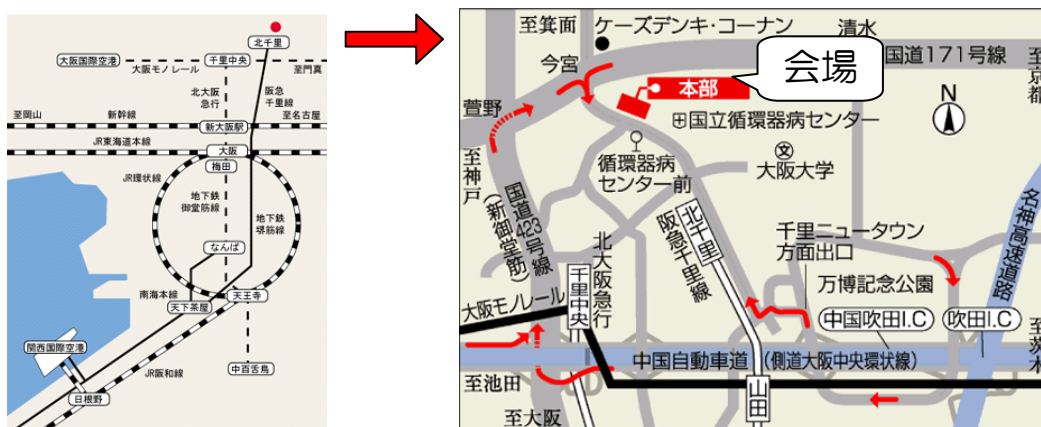 北千里
大阪国際空港
千里中央
大阪モノレール
至門真
北大阪
急行
阪急
千里線
至岡山
新幹線
至名古屋
新大阪駅
JR東海道本線
大阪
梅田
JR環状線
地下鉄
御堂筋線
地下鉄
堺筋線
なんば
南海本線
天下茶屋
天王寺
関西国際空港
JR阪和線
中百舌鳥
日根野
至箕面
ケーズデンキ・コーナン
清水
国道171号線
至京都
今宮
会場
本部
萱野
国立循環器病センター
N
循環器病
センター前
文
大阪大学
至神戸
国道423号線
(新御堂筋)
北千里
阪急千里線
千里ニュータウン
方面出口
名神高速道路
北大阪急行
千里中央
大阪モノレール
万博記念公園
中国吹田I.C
吹田I.C
至茨木
中国自動車道 (側道大阪中央環状線)
至池田
山田
至大阪